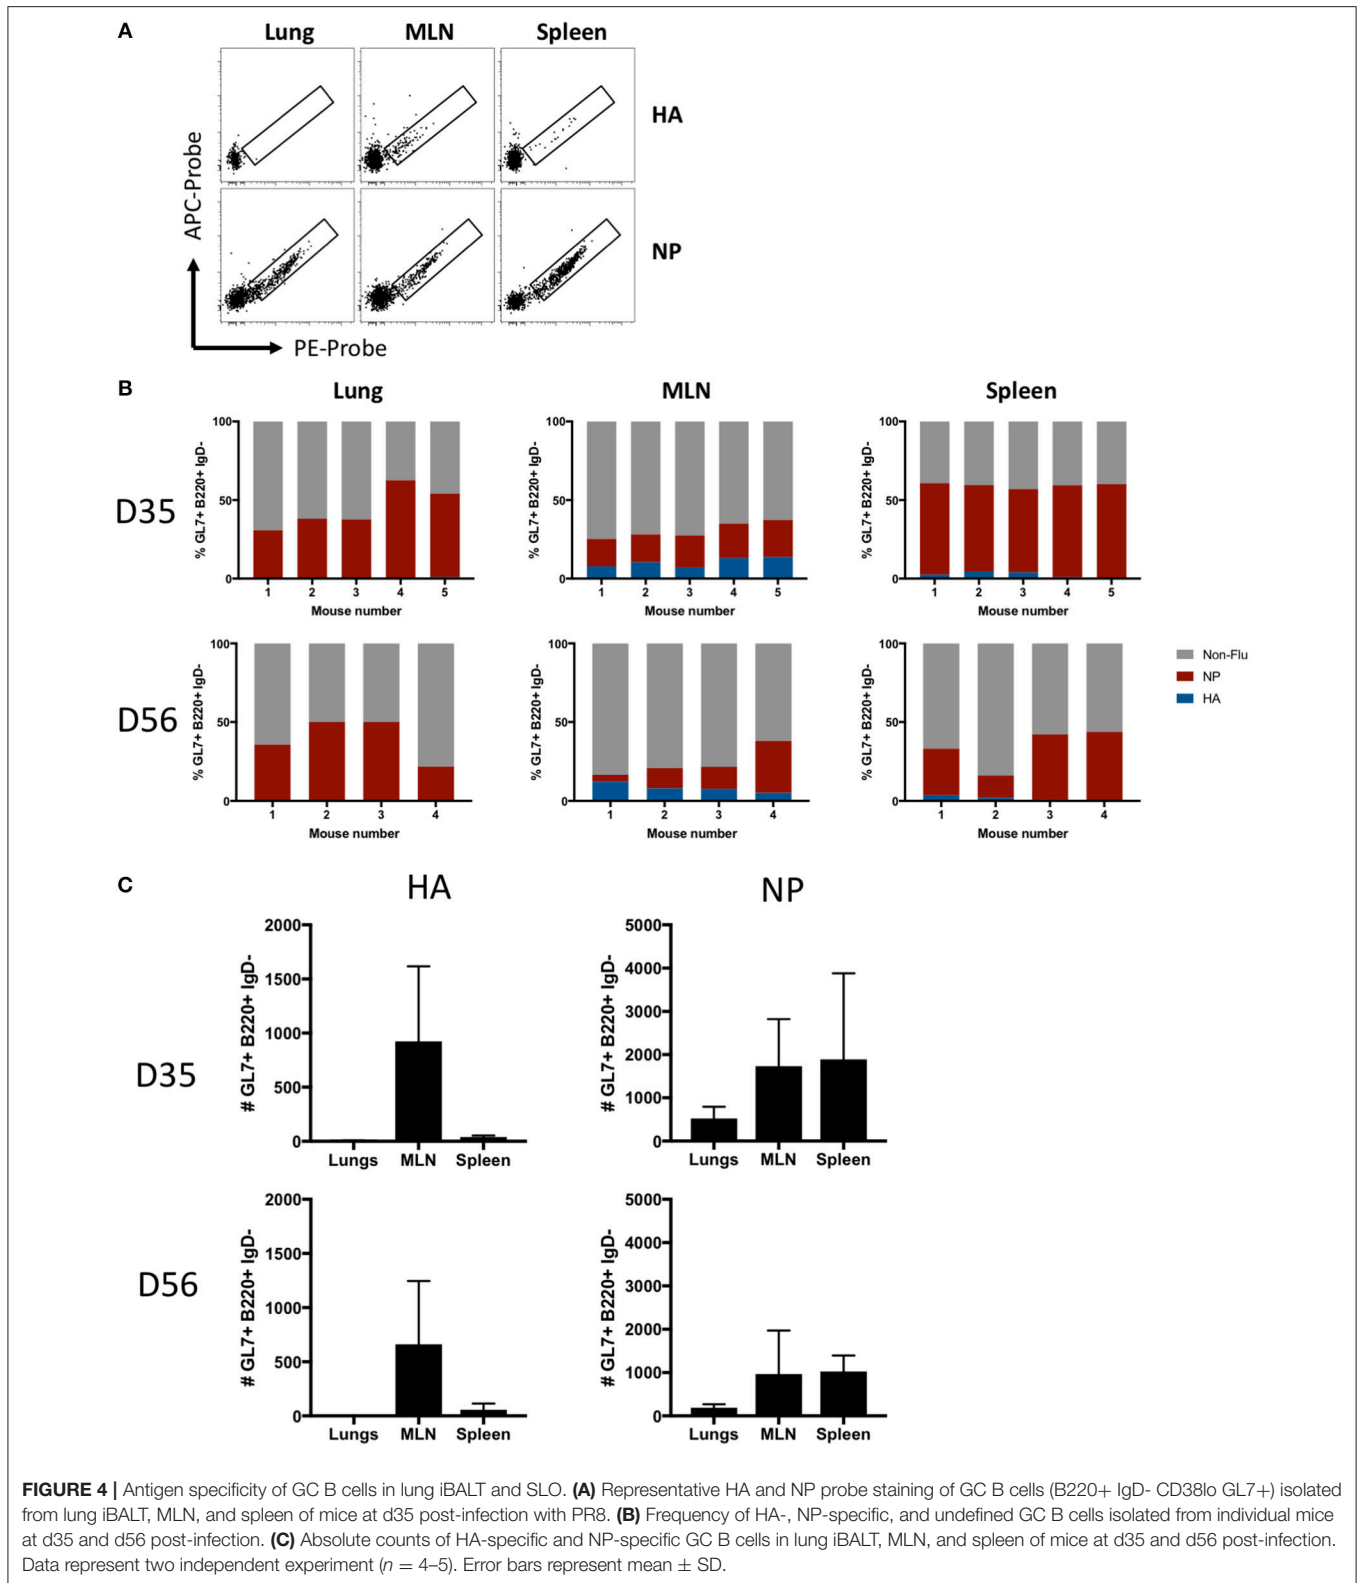 A
Lung MLN Spleen
HA
NP
APC-Probe
PE-Probe
B
Lung MLN Spleen
D35
% GL7+ B220+ IgD-
100
50
0
1 2 3 4 5
Mouse number
% GL7+ B220+ IgD-
100
50
0
1 2 3 4 5
Mouse number
% GL7+ B220+ IgD-
100
50
0
1 2 3 4 5
Mouse number
D56
% GL7+ B220+ IgD-
100
50
0
1 2 3 4
Mouse number
% GL7+ B220+ IgD-
100
50
0
1 2 3 4
Mouse number
% GL7+ B220+ IgD-
100
50
0
1 2 3 4
Mouse number
Non-Flu
NP
HA
C
HA NP
D35
# GL7+ B220+ IgD-
2000
1500
1000
500
0
Lungs MLN Spleen
# GL7+ B220+ IgD-
5000
4000
3000
2000
1000
0
Lungs MLN Spleen
D56
# GL7+ B220+ IgD-
2000
1500
1000
500
0
Lungs MLN Spleen
# GL7+ B220+ IgD-
5000
4000
3000
2000
1000
0
Lungs MLN Spleen
FIGURE 4 | Antigen specificity of GC B cells in lung iBALT and SLO. (A) Representative HA and NP probe staining of GC B cells (B220+ IgD- CD38lo GL7+) isolated
from lung iBALT, MLN, and spleen of mice at d35 post-infection with PR8. (B) Frequency of HA-, NP-specific, and undefined GC B cells isolated from individual mice
at d35 and d56 post-infection. (C) Absolute counts of HA-specific and NP-specific GC B cells in lung iBALT, MLN, and spleen of mice at d35 and d56 post-infection.
Data represent two independent experiment (n = 4–5). Error bars represent mean ± SD.